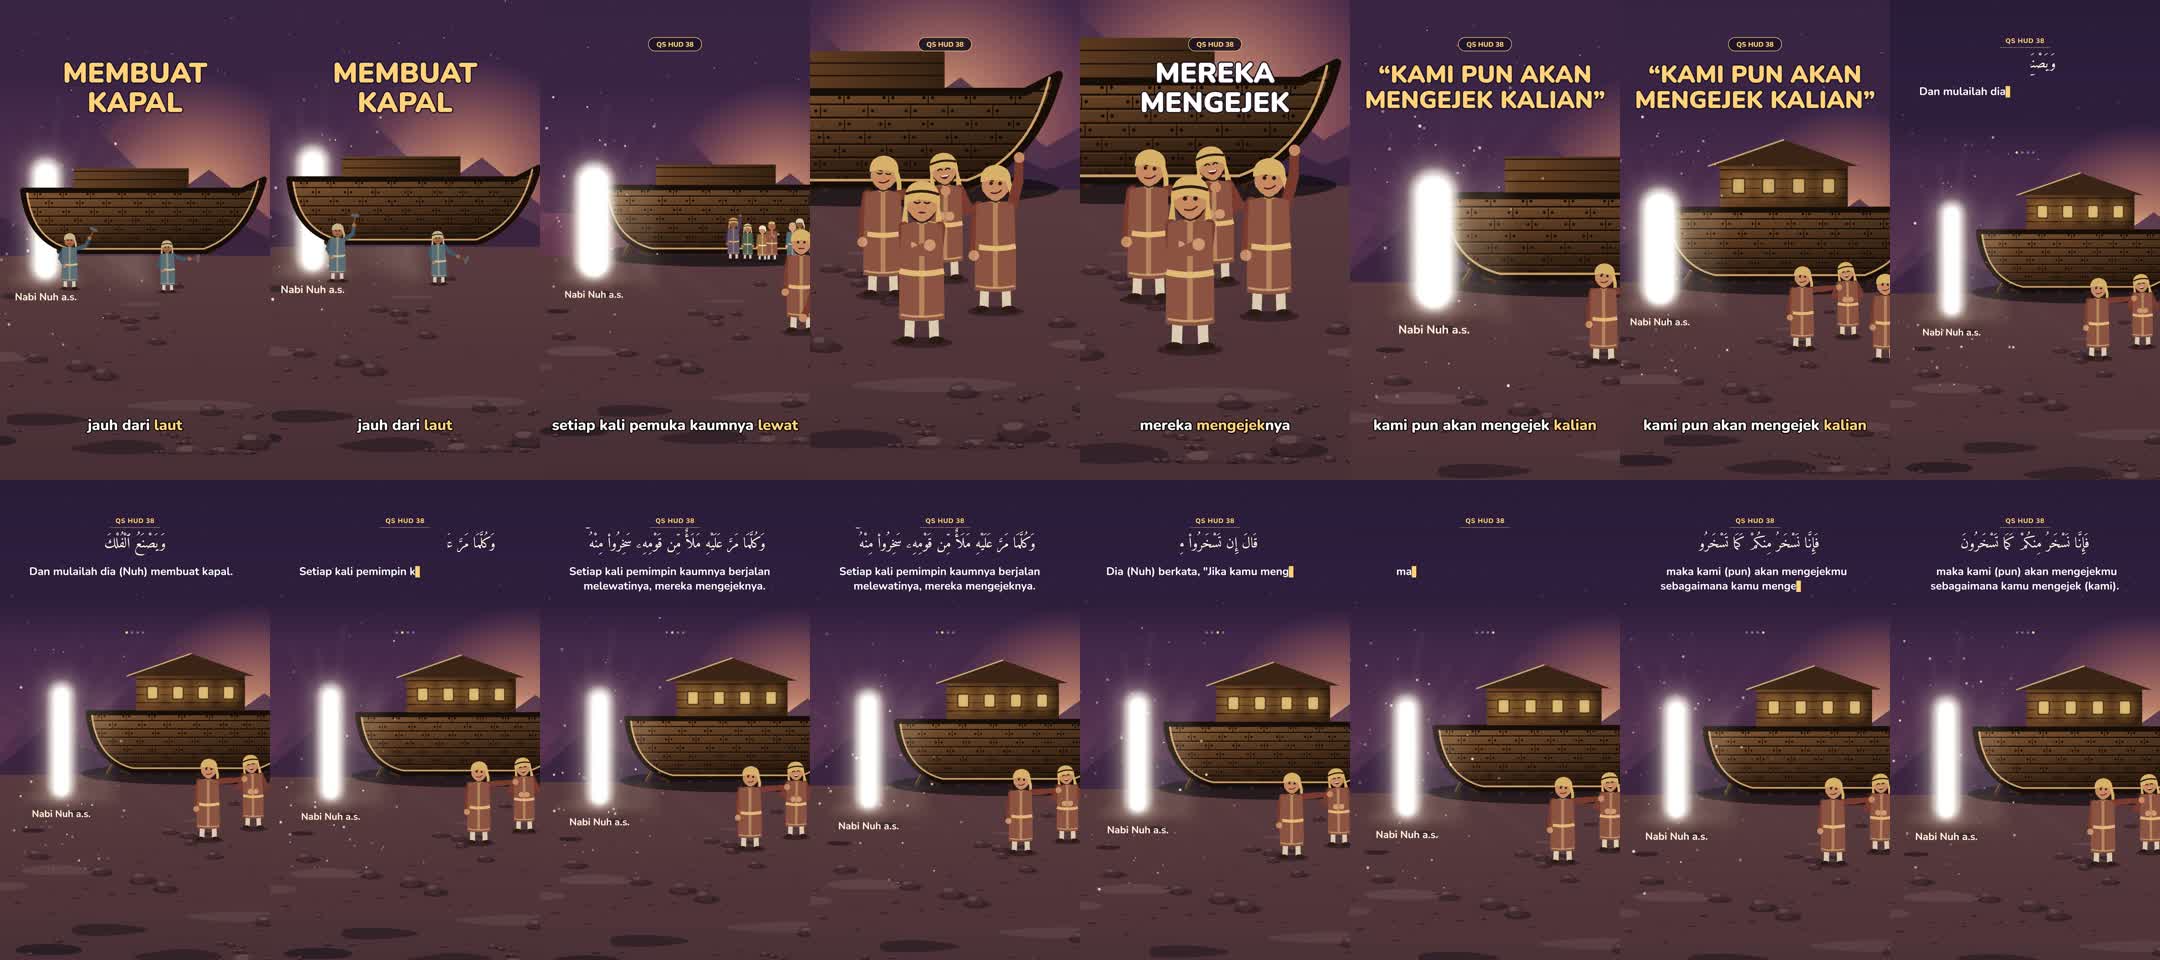 MEMBUAT
KAPAL
Nabi Nuh a.s.
jauh dari laut
MEMBUAT
KAPAL
Nabi Nuh a.s.
jauh dari laut
QS HUD 38
Nabi Nuh a.s.
setiap kali pemuka kaumnya lewat
QS HUD 38
QS HUD 38
MEREKA
MENGEJEK
mereka mengejeknya
QS HUD 38
“KAMI PUN AKAN
MENGEJEK KALIAN”
Nabi Nuh a.s.
kami pun akan mengejek kalian
QS HUD 38
“KAMI PUN AKAN
MENGEJEK KALIAN”
Nabi Nuh a.s.
kami pun akan mengejek kalian
QS HUD 38
وَيَصْنَ
Dan mulailah dia
Nabi Nuh a.s.
QS HUD 38
وَيَصْنَعُ ٱلْفُلْكَ
Dan mulailah dia (Nuh) membuat kapal.
Nabi Nuh a.s.
QS HUD 38
وَكُلَّمَا مَرَّ عَ
Setiap kali pemimpin k
Nabi Nuh a.s.
QS HUD 38
وَكُلَّمَا مَرَّ عَلَيْهِ مَلَأٌ مِّن قَوْمِهِۦ سَخِرُوا۟ مِنْهُ ۚ
Setiap kali pemimpin kaumnya berjalan
melewatinya, mereka mengejeknya.
Nabi Nuh a.s.
QS HUD 38
وَكُلَّمَا مَرَّ عَلَيْهِ مَلَأٌ مِّن قَوْمِهِۦ سَخِرُوا۟ مِنْهُ ۚ
Setiap kali pemimpin kaumnya berjalan
melewatinya, mereka mengejeknya.
Nabi Nuh a.s.
QS HUD 38
قَالَ إِن تَسْخَرُوا۟ مِ
Dia (Nuh) berkata, "Jika kamu meng
Nabi Nuh a.s.
QS HUD 38
ma
Nabi Nuh a.s.
QS HUD 38
فَإِنَّا نَسْخَرُ مِنكُمْ كَمَا تَسْخَرُو
maka kami (pun) akan mengejekmu
sebagaimana kamu menge
Nabi Nuh a.s.
QS HUD 38
فَإِنَّا نَسْخَرُ مِنكُمْ كَمَا تَسْخَرُونَ
maka kami (pun) akan mengejekmu
sebagaimana kamu mengejek (kami).
Nabi Nuh a.s.